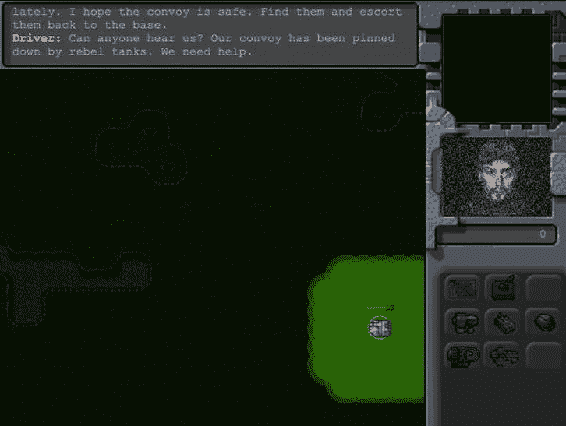 lately. I hope the convoy is safe. Find them and escort
them back to the base.
Driver: Can anyone hear us? Our convoy has been pinned
down by rebel tanks. We need help.
0